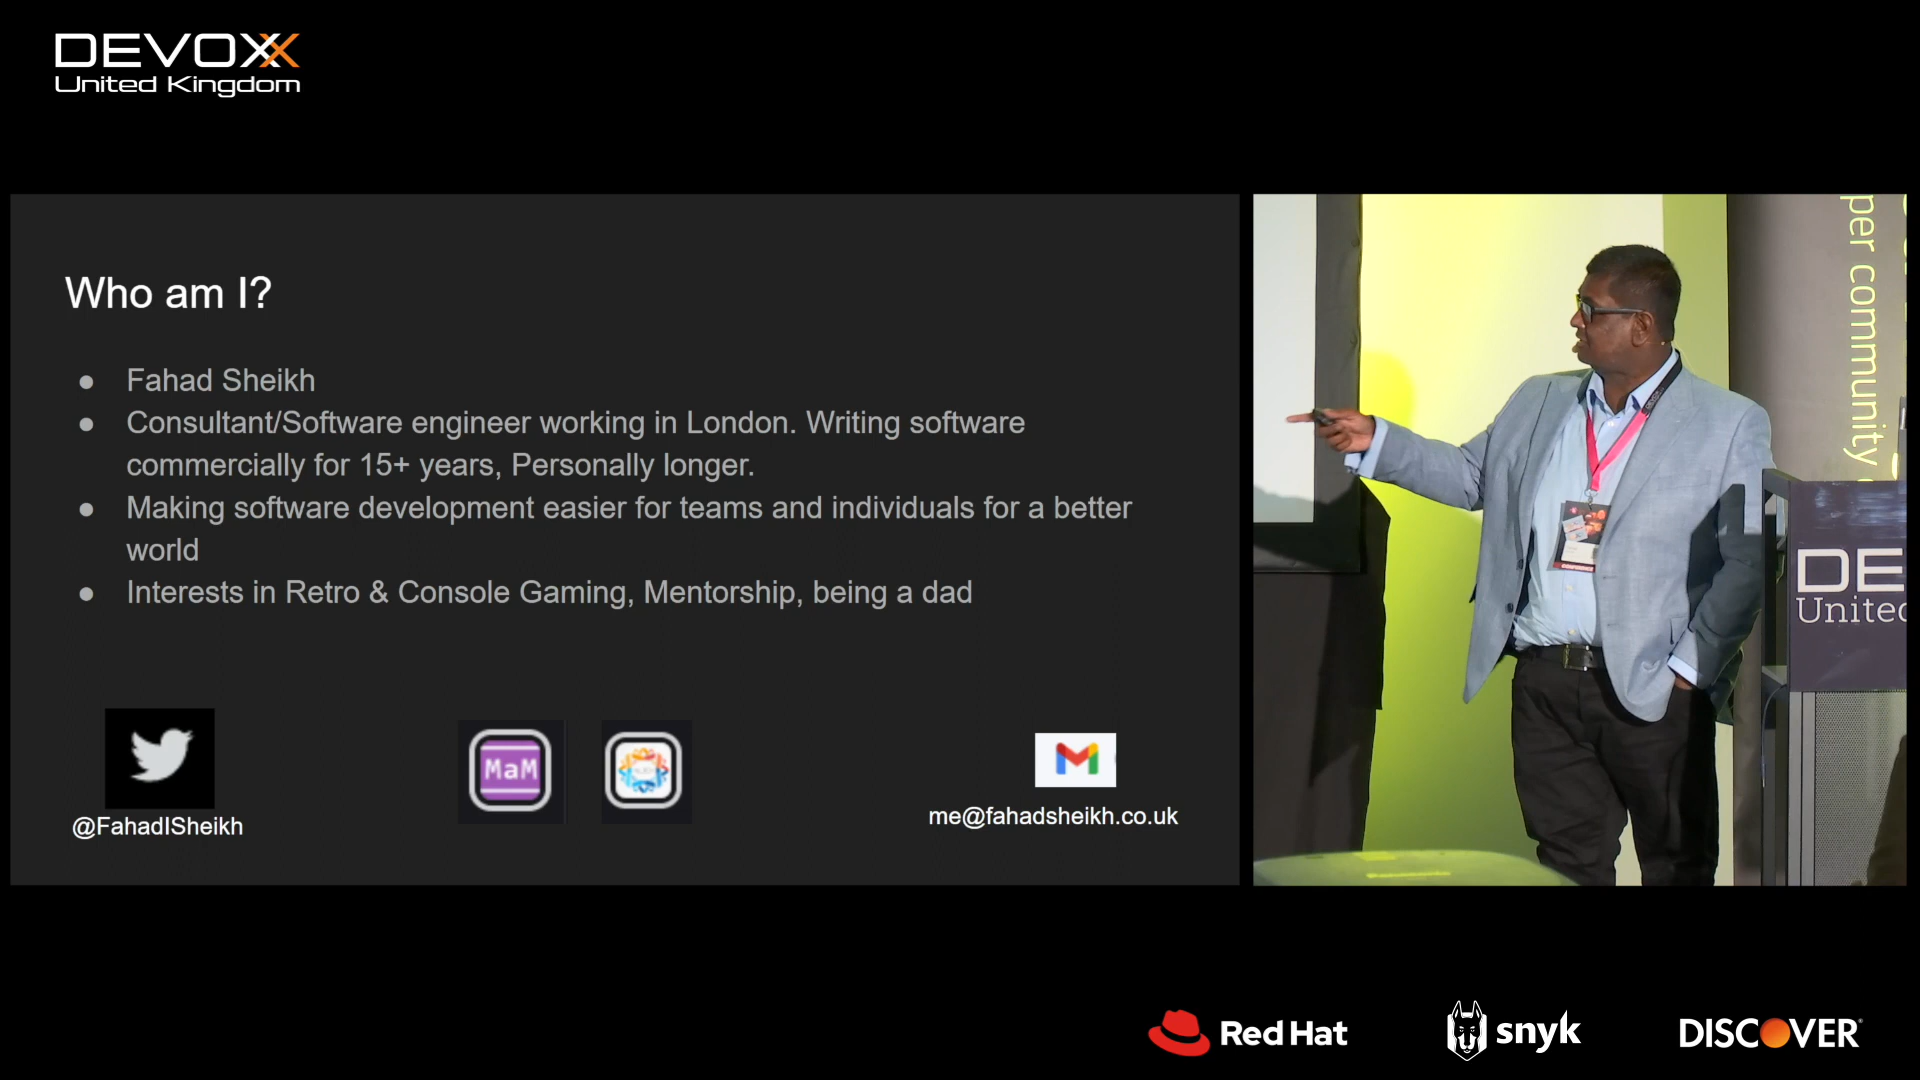 DEVOXX
United Kingdom
Who am I?
● Fahad Sheikh
● Consultant/Software engineer working in London. Writing software
commercially for 15+ years, Personally longer.
● Making software development easier for teams and individuals for a better
world
● Interests in Retro & Console Gaming, Mentorship, being a dad
MaM
@FahadISheikh
me@fahadsheikh.co.uk
per community
DE
United
Red Hat
snyk
DISCOVER